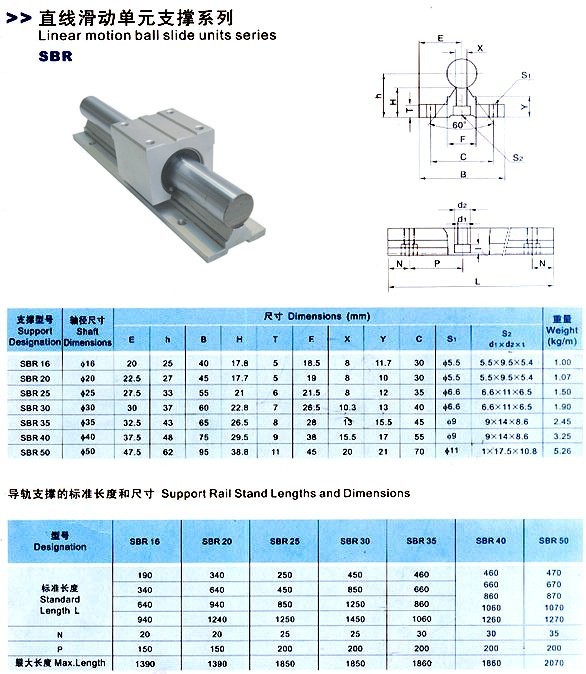 >> 直线滑动单元支撑系列
Linear motion ball slide units series
SBR
E
X
S1
h
H
T
Y
60°
F
S2
C
B
d2
d1
N
P
N
L
支撑型号 Support Designation 轴径尺寸 Shaft Dimensions 尺寸 Dimensions (mm) 重量 Weight (kg/m)
E h B H T F X Y C S1 S2 d1×d2×t
SBR 16 φ16 20 25 40 17.8 5 18.5 8 11.7 30 φ5.5 5.5×9.5×5.4 1.00
SBR 20 φ20 22.5 27 45 17.7 5 19 8 10 30 φ5.5 5.5×9.5×5.4 1.07
SBR 25 φ25 27.5 33 55 21 6 21.5 8 12 35 φ6.6 6.6×11×6.5 1.50
SBR 30 φ30 30 37 60 22.8 7 26.5 10.3 13 40 φ6.6 6.6×11×6.5 1.90
SBR 35 φ35 32.5 43 65 26.5 8 28 13 15.5 45 φ9 9×14×8.6 2.45
SBR 40 φ40 37.5 48 75 29.5 9 38 15.5 17 55 φ9 9×14×8.6 3.25
SBR 50 φ50 47.5 62 95 38.8 11 45 20 21 70 φ11 1×17.5×10.8 5.26
导轨支撑的标准长度和尺寸 Support Rail Stand Lengths and Dimensions
型号 Designation SBR 16 SBR 20 SBR 25 SBR 30 SBR 35 SBR 40 SBR 50
标准长度 Standard Length L
190 340 250 450 460 460 470
340 640 450 850 660 660 670
640 940 850 1250 860 860 870
940 1240 1250 1450 1060 1060 1070
1260 1270
N 20 20 25 25 30 30 35
P 150 150 200 200 200 200 200
最大长度 Max.Length 1390 1390 1850 1850 1860 1860 2070